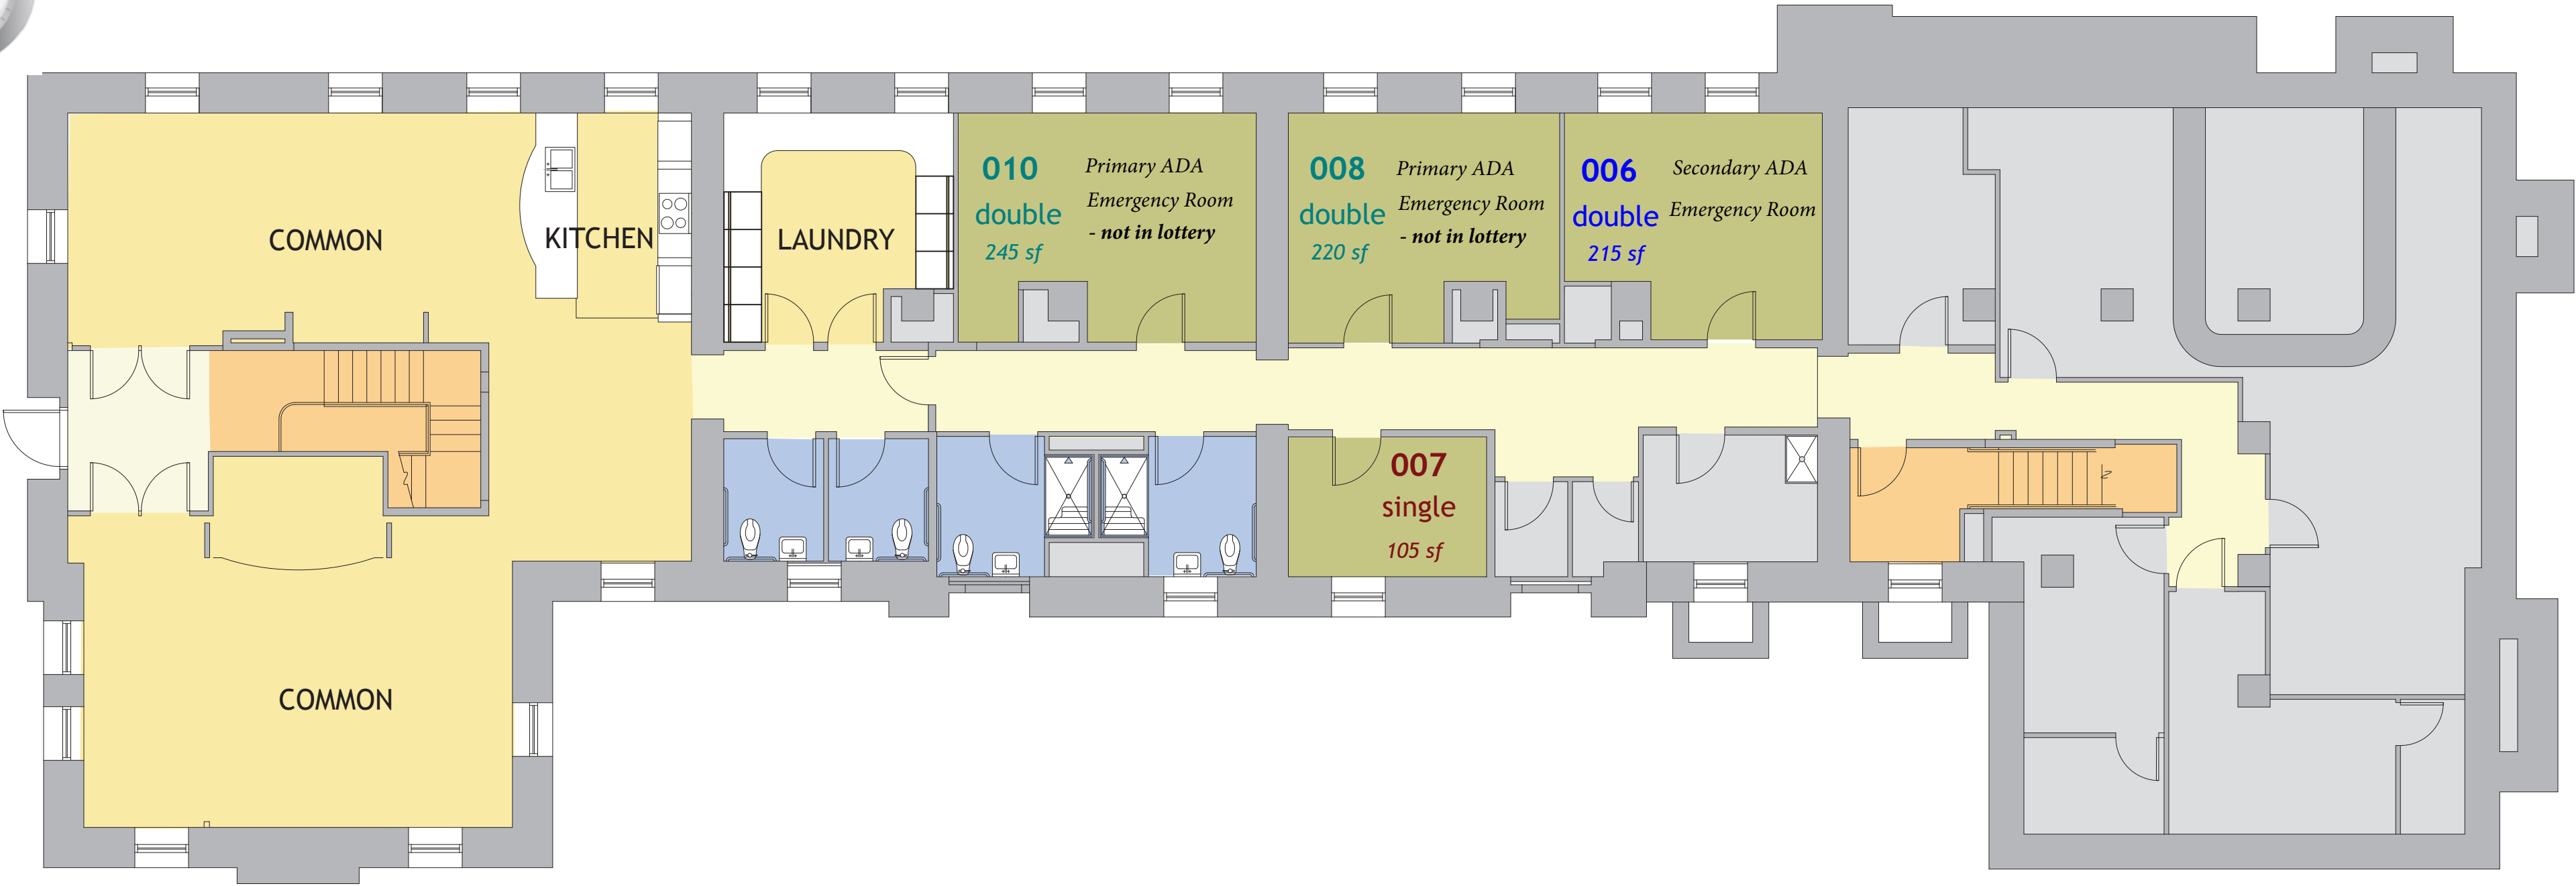 010
double
245 sf
Primary ADA
Emergency Room
- not in lottery
008
double
220 sf
Primary ADA
Emergency Room
- not in lottery
006
double
215 sf
Secondary ADA
Emergency Room
COMMON
KITCHEN
LAUNDRY
007
single
105 sf
COMMON